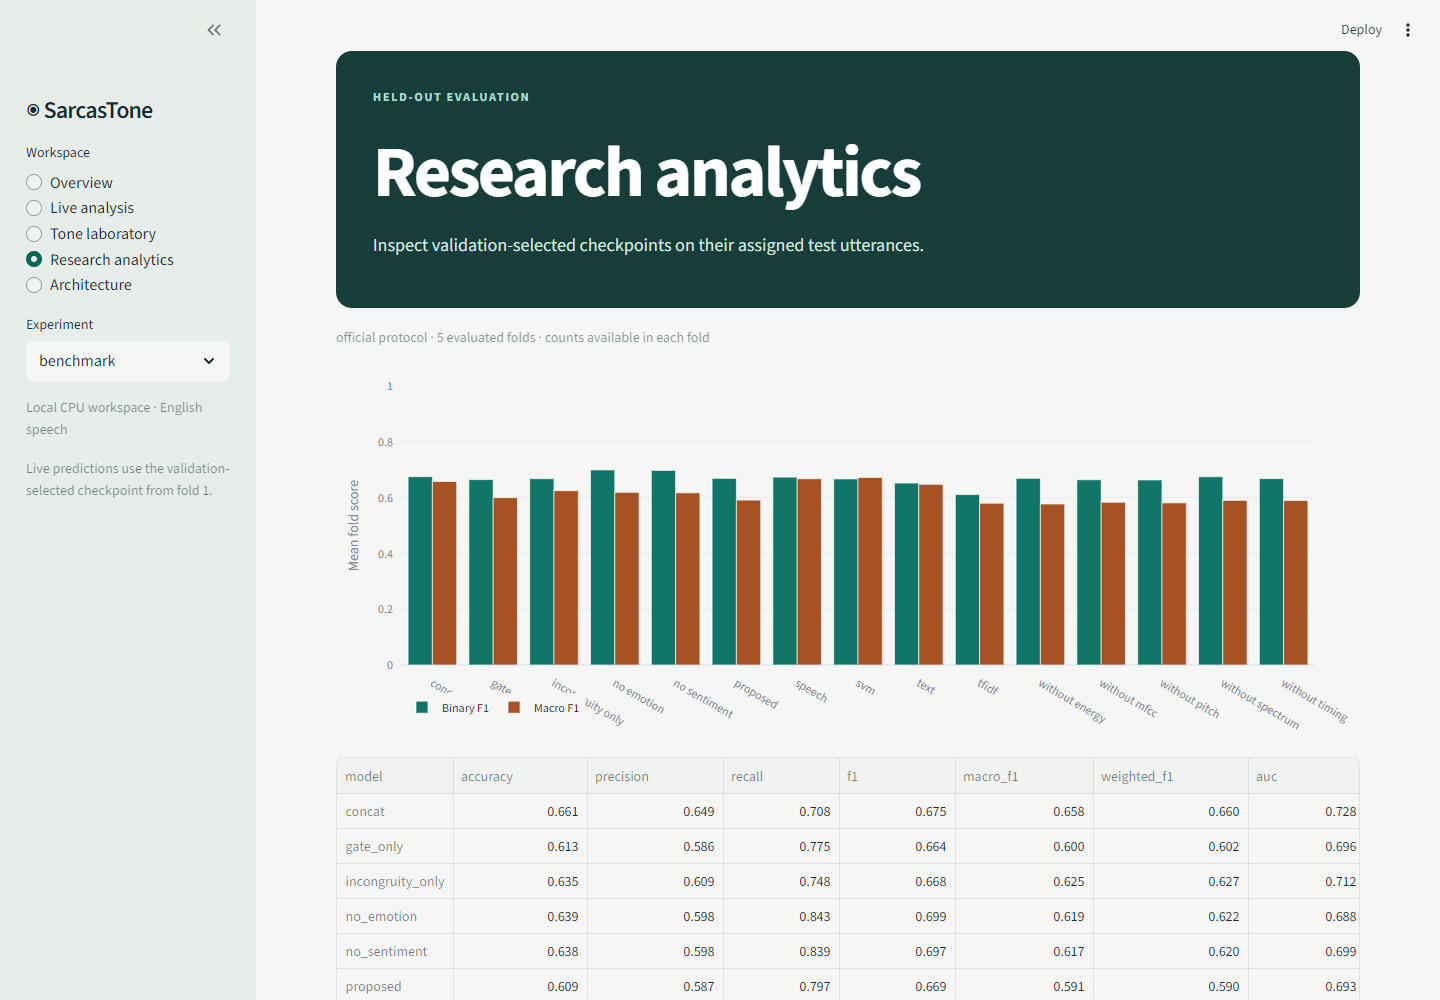 Deploy
SarcasTone
Workspace
Overview
Live analysis
Tone laboratory
Research analytics
Architecture
Experiment
benchmark
Local CPU workspace · English
speech
Live predictions use the validation-
selected checkpoint from fold 1.
HELD-OUT EVALUATION
Research analytics
Inspect validation-selected checkpoints on their assigned test utterances.
official protocol · 5 evaluated folds · counts available in each fold
Mean fold score
1
0.8
0.6
0.4
0.2
0
no emotion
no sentiment
proposed
speech
svm
text
tfidf
without energy
without mfcc
without pitch
without spectrum
without timing
Binary F1 Macro F1
model accuracy precision recall f1 macro_f1 weighted_f1 auc
concat 0.661 0.649 0.708 0.675 0.658 0.660 0.728
gate_only 0.613 0.586 0.775 0.664 0.600 0.602 0.696
incongruity_only 0.635 0.609 0.748 0.668 0.625 0.627 0.712
no_emotion 0.639 0.598 0.843 0.699 0.619 0.622 0.688
no_sentiment 0.638 0.598 0.839 0.697 0.617 0.620 0.699
proposed 0.609 0.587 0.797 0.669 0.591 0.590 0.693